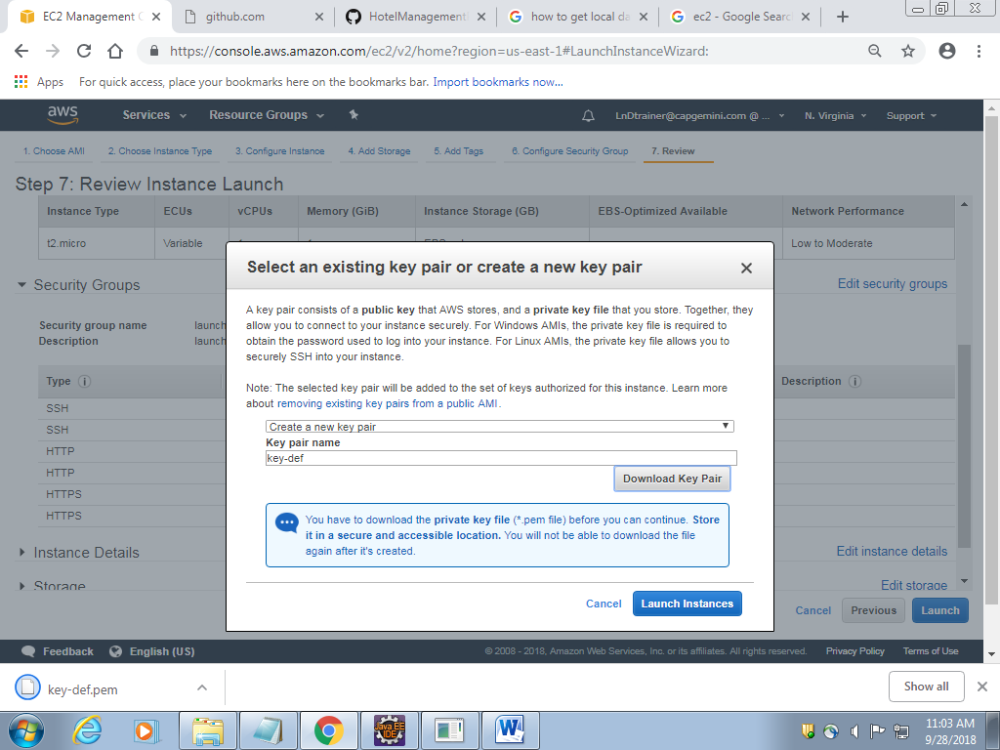 EC2 Management C
github.com
HotelManagement
how to get local da
ec2 - Google Searc
https://console.aws.amazon.com/ec2/v2/home?region=us-east-1#LaunchInstanceWizard:
Apps For quick access, place your bookmarks here on the bookmarks bar. Import bookmarks now...
aws Services Resource Groups LnDtrainer@capgemini.com @ ... N. Virginia Support
1. Choose AMI 2. Choose Instance Type 3. Configure Instance 4. Add Storage 5. Add Tags 6. Configure Security Group 7. Review
Step 7: Review Instance Launch
Instance Type ECUs vCPUs Memory (GiB) Instance Storage (GB) EBS-Optimized Available Network Performance
t2.micro Variable Low to Moderate
Security Groups Edit security groups
Security group name launch
Description launch
Type Description
SSH
SSH
HTTP
HTTP
HTTPS
HTTPS
Instance Details Edit instance details
Storage Edit storage
Select an existing key pair or create a new key pair
A key pair consists of a public key that AWS stores, and a private key file that you store. Together, they
allow you to connect to your instance securely. For Windows AMIs, the private key file is required to
obtain the password used to log into your instance. For Linux AMIs, the private key file allows you to
securely SSH into your instance.
Note: The selected key pair will be added to the set of keys authorized for this instance. Learn more
about removing existing key pairs from a public AMI.
Create a new key pair
Key pair name
key-def
Download Key Pair
You have to download the private key file (*.pem file) before you can continue. Store
it in a secure and accessible location. You will not be able to download the file
again after it's created.
Cancel Launch Instances
Cancel Previous Launch
Feedback English (US) © 2008 - 2018, Amazon Web Services, Inc. or its affiliates. All rights reserved. Privacy Policy Terms of Use
key-def.pem Show all
Java EE
IDE
11:03 AM
9/28/2018